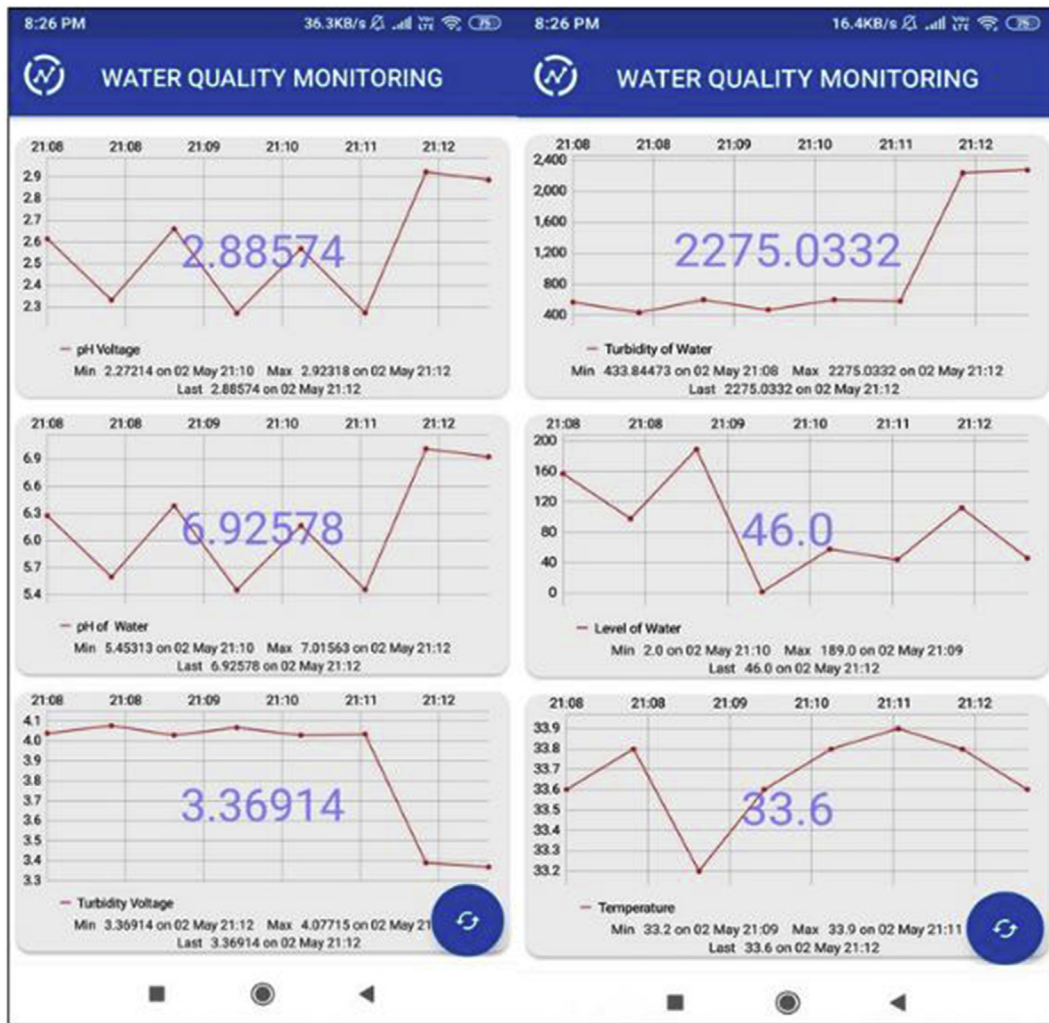 8:26 PM 36.3KB/s VoLTE 75
WATER QUALITY MONITORING
21:08 21:08 21:09 21:10 21:11 21:12
2.9
2.8
2.7
2.6
2.5
2.4
2.3
2.88574
pH Voltage
Min 2.27214 on 02 May 21:10 Max 2.92318 on 02 May 21:12
Last 2.88574 on 02 May 21:12
21:08 21:08 21:09 21:10 21:11 21:12
6.9
6.6
6.3
6.0
5.7
5.4
6.92578
pH of Water
Min 5.45313 on 02 May 21:10 Max 7.01563 on 02 May 21:12
Last 6.92578 on 02 May 21:12
21:08 21:08 21:09 21:10 21:11 21:12
4.1
4.0
3.9
3.8
3.7
3.6
3.5
3.4
3.3
3.36914
Turbidity Voltage
Min 3.36914 on 02 May 21:12 Max 4.07715 on 02 May 21
Last 3.36914 on 02 May 21:12
8:26 PM 16.4KB/s VoLTE 75
WATER QUALITY MONITORING
21:08 21:08 21:09 21:10 21:11 21:12
2,400
2,000
1,600
1,200
800
400
2275.0332
Turbidity of Water
Min 433.84473 on 02 May 21:08 Max 2275.0332 on 02 May 21:12
Last 2275.0332 on 02 May 21:12
21:08 21:08 21:09 21:10 21:11 21:12
200
160
120
80
40
0
46.0
Level of Water
Min 2.0 on 02 May 21:10 Max 189.0 on 02 May 21:09
Last 46.0 on 02 May 21:12
21:08 21:08 21:09 21:10 21:11 21:12
33.9
33.8
33.7
33.6
33.5
33.4
33.3
33.2
33.6
Temperature
Min 33.2 on 02 May 21:09 Max 33.9 on 02 May 21:11
Last 33.6 on 02 May 21:12